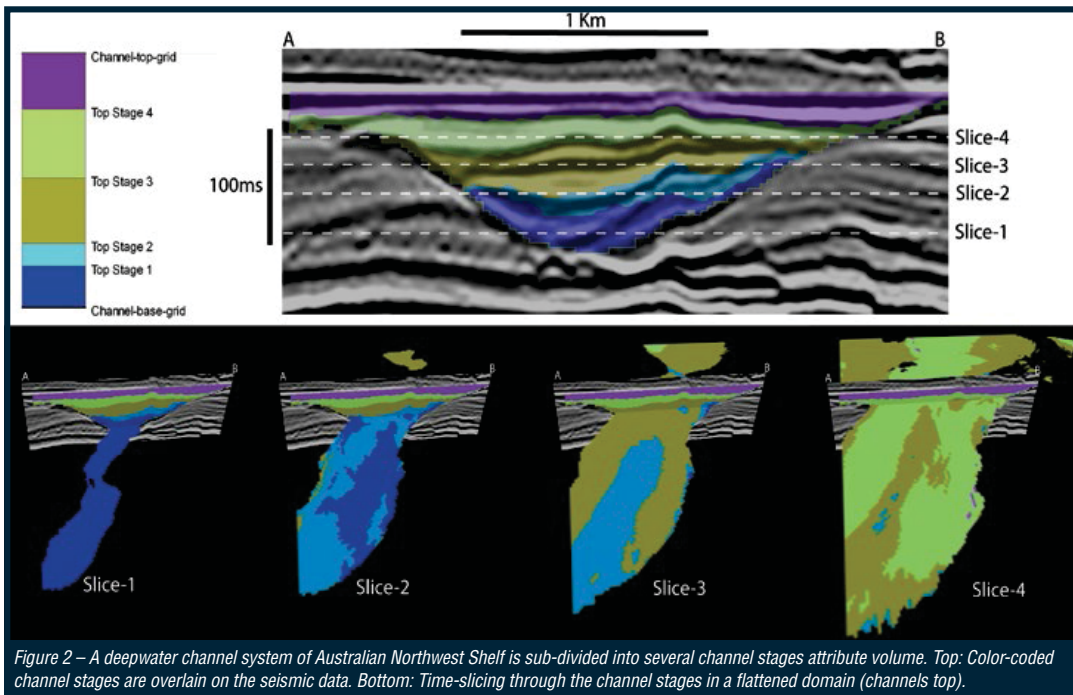 1 Km
A
B
Channel-top-grid
Top Stage 4
Top Stage 3
Top Stage 2
Top Stage 1
Channel-base-grid
100ms
Slice-4
Slice-3
Slice-2
Slice-1
A
B
Slice-1
A
B
Slice-2
A
B
Slice-3
A
B
Slice-4
Figure 2 – A deepwater channel system of Australian Northwest Shelf is sub-divided into several channel stages attribute volume. Top: Color-coded
channel stages are overlain on the seismic data. Bottom: Time-slicing through the channel stages in a flattened domain (channels top).